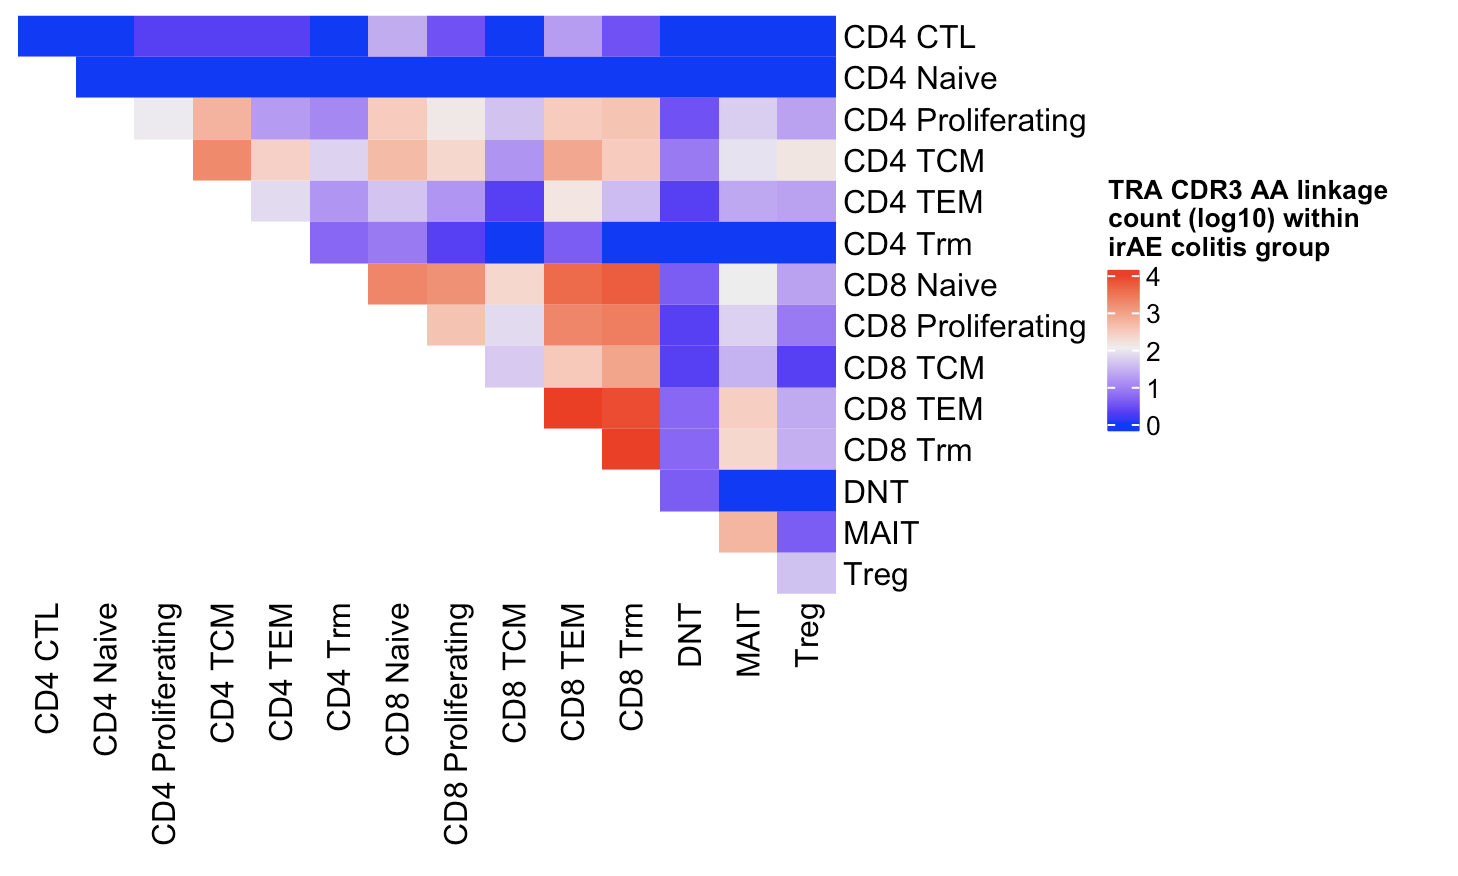 CD4 CTL
CD4 Naive
CD4 Proliferating
CD4 TCM
CD4 TEM
CD4 Trm
CD8 Naive
CD8 Proliferating
CD8 TCM
CD8 TEM
CD8 Trm
DNT
MAIT
Treg
TRA CDR3 AA linkage
count (log10) within
irAE colitis group
4
3
2
1
0
CD4 CTL
CD4 Naive
CD4 Proliferating
CD4 TCM
CD4 TEM
CD4 Trm
CD8 Naive
CD8 Proliferating
CD8 TCM
CD8 TEM
CD8 Trm
DNT
MAIT
Treg